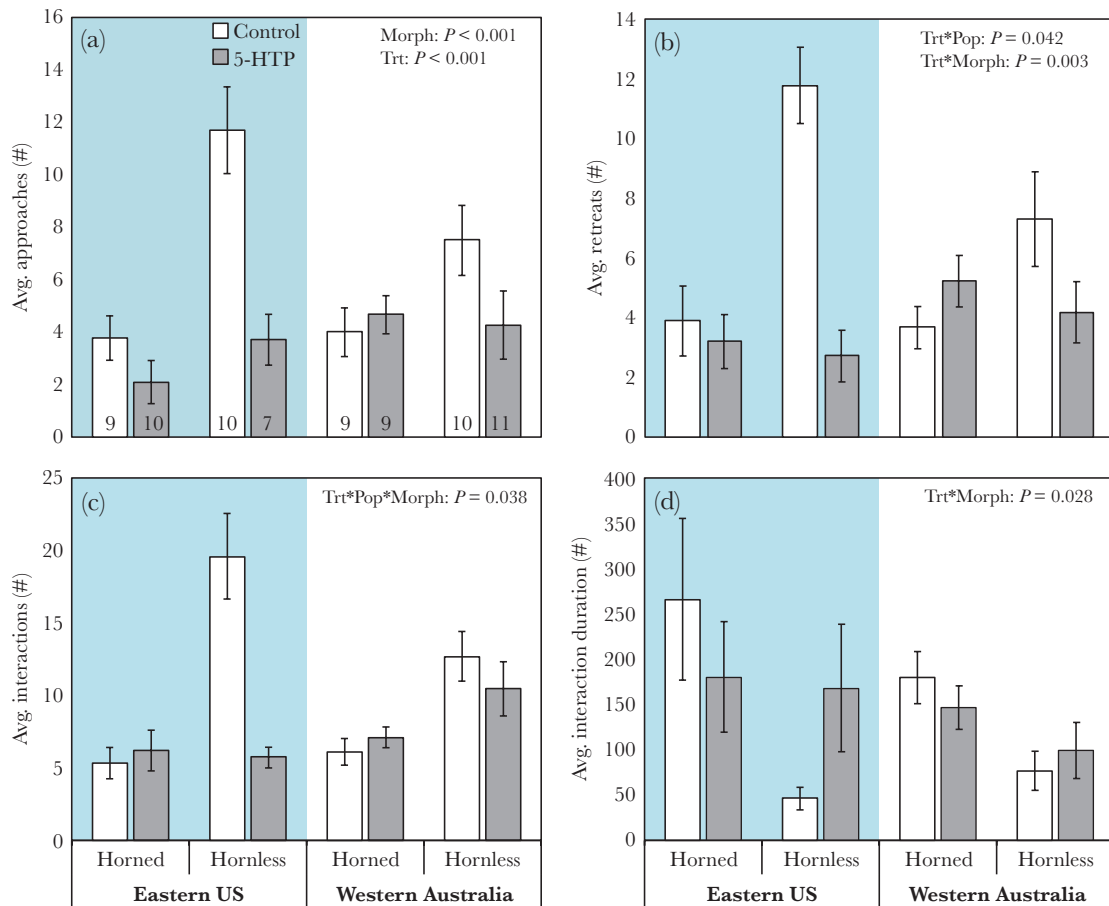 (a)
Control
5-HTP
Morph: P < 0.001
Trt: P < 0.001
Avg. approaches (#)
16
14
12
10
8
6
4
2
0
9
10
10
7
9
9
10
11
(b)
Trt*Pop: P = 0.042
Trt*Morph: P = 0.003
Avg. retreats (#)
14
12
10
8
6
4
2
0
(c)
Trt*Pop*Morph: P = 0.038
Avg. interactions (#)
25
20
15
10
5
0
Horned
Hornless
Horned
Hornless
Eastern US
Western Australia
(d)
Trt*Morph: P = 0.028
Avg. interaction duration (#)
400
350
300
250
200
150
100
50
0
Horned
Hornless
Horned
Hornless
Eastern US
Western Australia